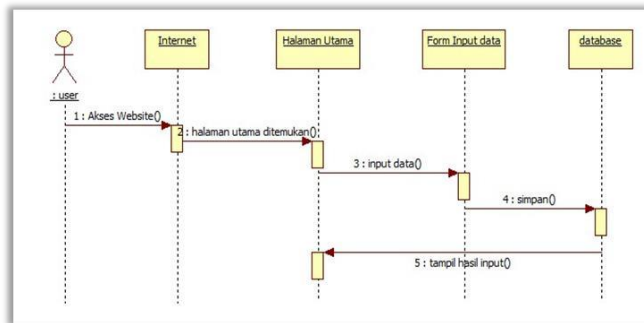 Internet
Halaman Utama
Form Input data
database
: user
1 : Akses Website()
2 : halaman utama ditemukan()
3 : input data()
4 : simpan()
5 : tampil hasil input()